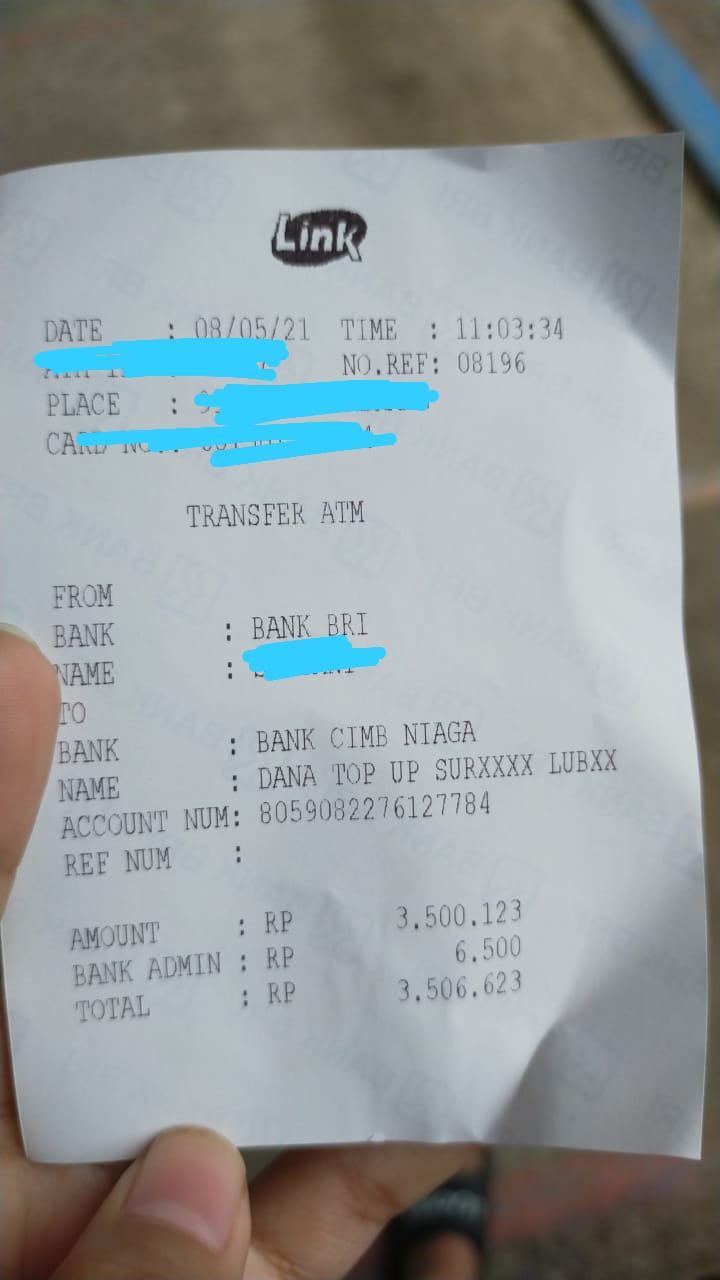 Link
DATE : 08/05/21 TIME : 11:03:34
NO.REF: 08196
PLACE :
CARD NO.:
TRANSFER ATM
FROM
BANK : BANK BRI
NAME :
TO
BANK : BANK CIMB NIAGA
NAME : DANA TOP UP SURXXXX LUBXX
ACCOUNT NUM: 8059082276127784
REF NUM :
AMOUNT : RP 3.500.123
BANK ADMIN : RP 6.500
TOTAL : RP 3.506.623